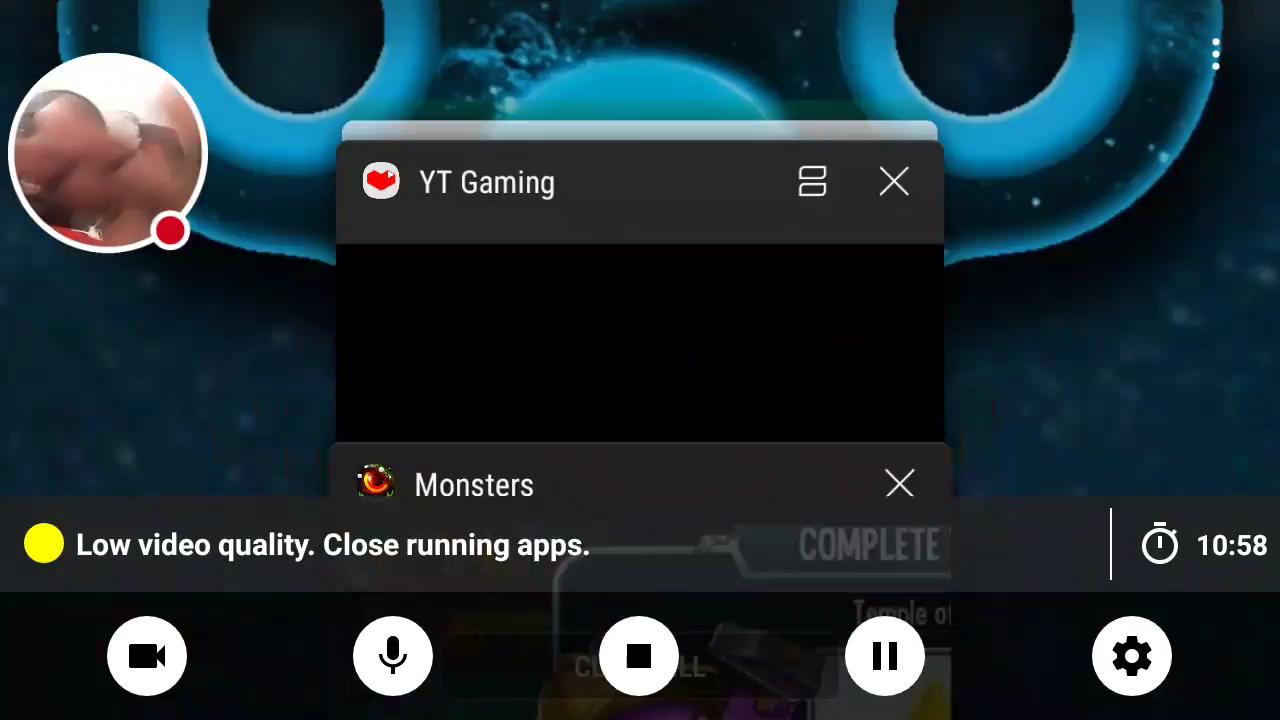 YT Gaming
Monsters
Low video quality. Close running apps.
10:58
COMPLETE
Temple of